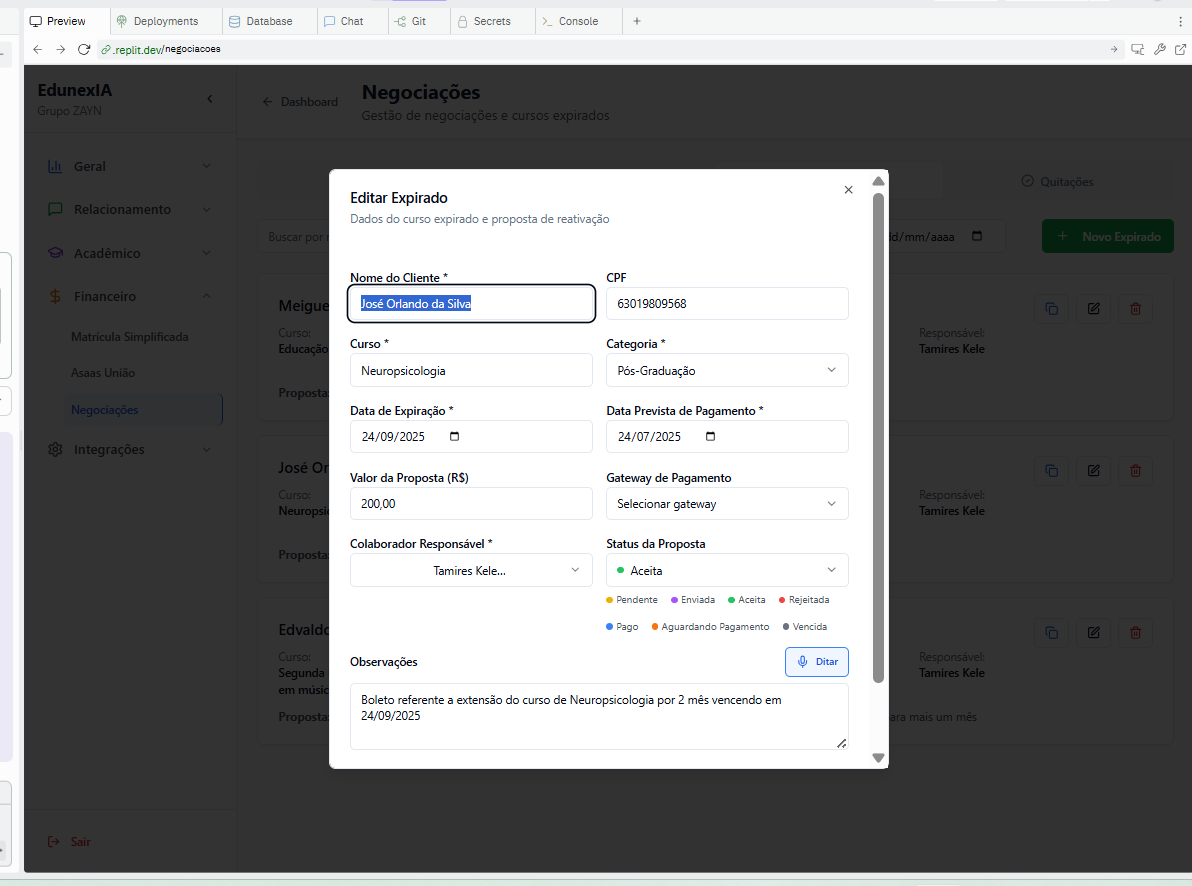 Preview
Deployments
Database
Chat
Git
Secrets
Console
.replit.dev/negociacoes
EdunexIA
Grupo ZAYN
Dashboard
Negociações
Gestão de negociações e cursos expirados
Geral
Relacionamento
Acadêmico
Financeiro
Matrícula Simplificada
Asaas União
Negociações
Integrações
Sair
Quitações
Buscar por
/mm/aaaa
Novo Expirado
Meigue
Curso:
Educação
Proposta:
Responsável:
Tamires Kele
José Or
Curso:
Neuropsi
Proposta:
Responsável:
Tamires Kele
Edvaldo
Curso:
Segunda
em músic
Proposta:
Responsável:
Tamires Kele
ara mais um mês
Editar Expirado
Dados do curso expirado e proposta de reativação
Nome do Cliente *
José Orlando da Silva
CPF
63019809568
Curso *
Neuropsicologia
Categoria *
Pós-Graduação
Data de Expiração *
24/09/2025
Data Prevista de Pagamento *
24/07/2025
Valor da Proposta (R$)
200,00
Gateway de Pagamento
Selecionar gateway
Colaborador Responsável *
Tamires Kele...
Status da Proposta
Aceita
Pendente Enviada Aceita Rejeitada
Pago Aguardando Pagamento Vencida
Observações
Ditar
Boleto referente a extensão do curso de Neuropsicologia por 2 mês vencendo em
24/09/2025